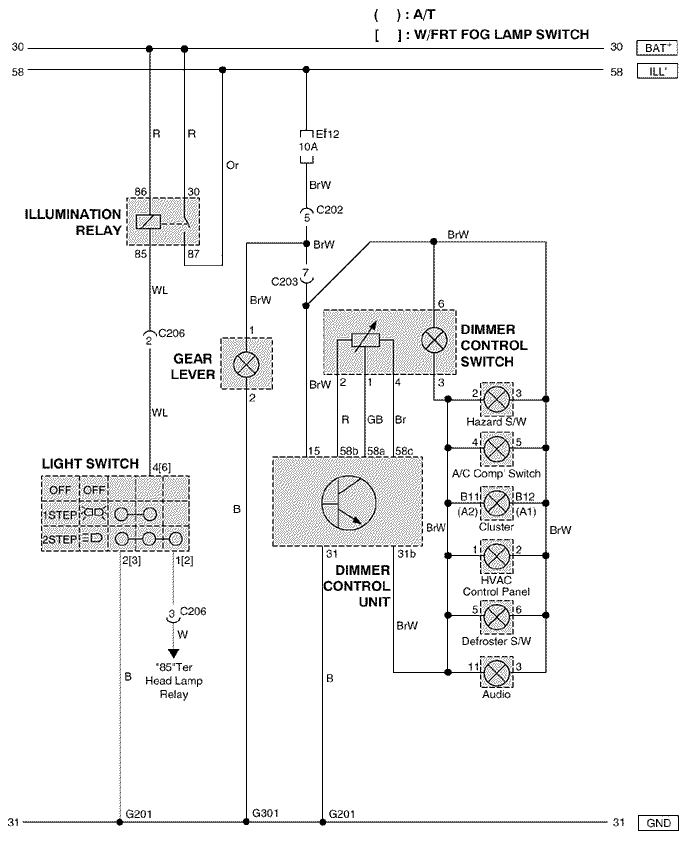 ( ) : A/T
[ ] : W/FRT FOG LAMP SWITCH
30
30
BAT+
58
58
ILL'
R
R
Or
Ef12
10A
BrW
86
30
ILLUMINATION
RELAY
85
87
C202
5
BrW
BrW
7
C203
WL
BrW
C206
2
1
GEAR
LEVER
2
6
DIMMER
CONTROL
SWITCH
2
1
4
3
BrW
R
GB
Br
WL
2
3
Hazard S/W
4
5
A/C Comp' Switch
B11
B12
(A2)
(A1)
Cluster
1
2
HVAC
Control Panel
5
6
Defroster S/W
11
3
Audio
BrW
BrW
LIGHT SWITCH
4[6]
OFF
OFF
1STEP
2STEP
2[3]
1[2]
15
58b
58a
58c
31
31b
DIMMER
CONTROL
UNIT
B
3
C206
W
"85"Ter
Head Lamp
Relay
BrW
B
B
31
G201
G301
G201
31
GND